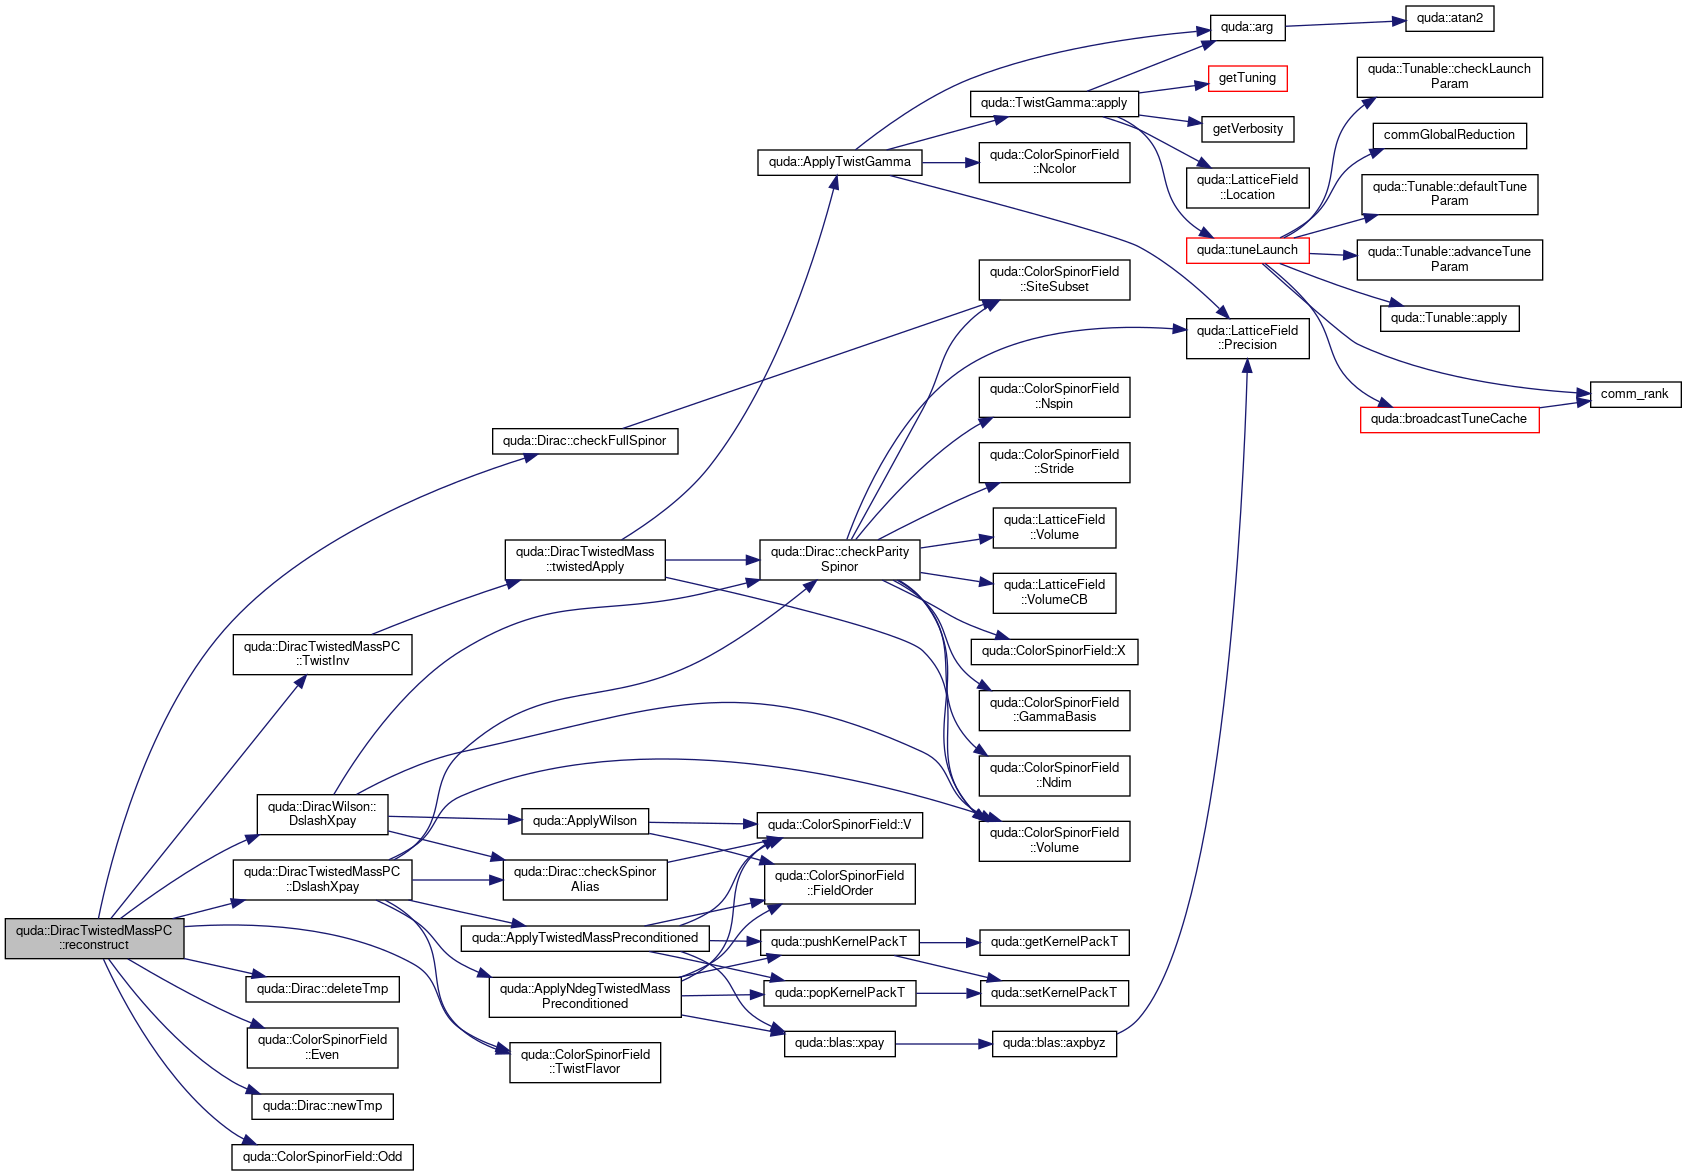 quda::DiracTwistedMassPC
::reconstruct
quda::Dirac::checkFullSpinor
quda::DiracTwistedMassPC
::TwistInv
quda::DiracWilson::
DslashXpay
quda::DiracTwistedMassPC
::DslashXpay
quda::Dirac::deleteTmp
quda::ColorSpinorField
::Even
quda::Dirac::newTmp
quda::ColorSpinorField::Odd
quda::DiracTwistedMass
::twistedApply
quda::ApplyWilson
quda::Dirac::checkSpinor
Alias
quda::ApplyTwistedMassPreconditioned
quda::ApplyNdegTwistedMass
Preconditioned
quda::ColorSpinorField
::TwistFlavor
quda::ApplyTwistGamma
quda::Dirac::checkParity
Spinor
quda::ColorSpinorField::V
quda::ColorSpinorField
::FieldOrder
quda::pushKernelPackT
quda::popKernelPackT
quda::blas::xpay
quda::TwistGamma::apply
quda::ColorSpinorField
::Ncolor
quda::ColorSpinorField
::SiteSubset
quda::ColorSpinorField
::Nspin
quda::ColorSpinorField
::Stride
quda::LatticeField
::Volume
quda::LatticeField
::VolumeCB
quda::ColorSpinorField::X
quda::ColorSpinorField
::GammaBasis
quda::ColorSpinorField
::Ndim
quda::ColorSpinorField
::Volume
quda::getKernelPackT
quda::setKernelPackT
quda::blas::axpbyz
quda::arg
getTuning
getVerbosity
quda::LatticeField
::Location
quda::tuneLaunch
quda::LatticeField
::Precision
quda::atan2
quda::Tunable::checkLaunch
Param
commGlobalReduction
quda::Tunable::defaultTune
Param
quda::Tunable::advanceTune
Param
quda::Tunable::apply
quda::broadcastTuneCache
comm_rank